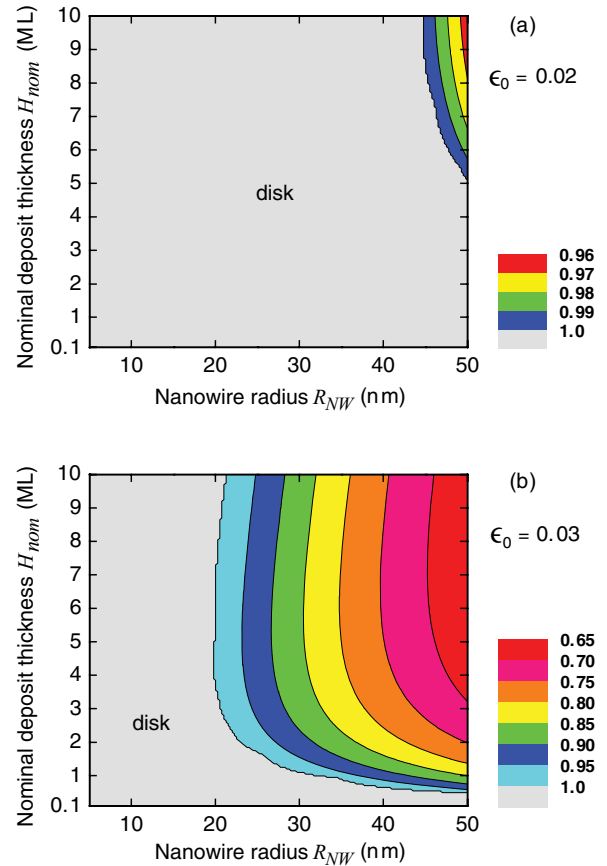 (a)
ϵ₀ = 0.02
Nominal deposit thickness H_nom (ML)
10
9
8
7
6
5
4
3
2
1
0.1
disk
0.96
0.97
0.98
0.99
1.0
10 20 30 40 50
Nanowire radius R_NW (nm)
(b)
ϵ₀ = 0.03
Nominal deposit thickness H_nom (ML)
10
9
8
7
6
5
4
3
2
1
0.1
disk
0.65
0.70
0.75
0.80
0.85
0.90
0.95
1.0
10 20 30 40 50
Nanowire radius R_NW (nm)